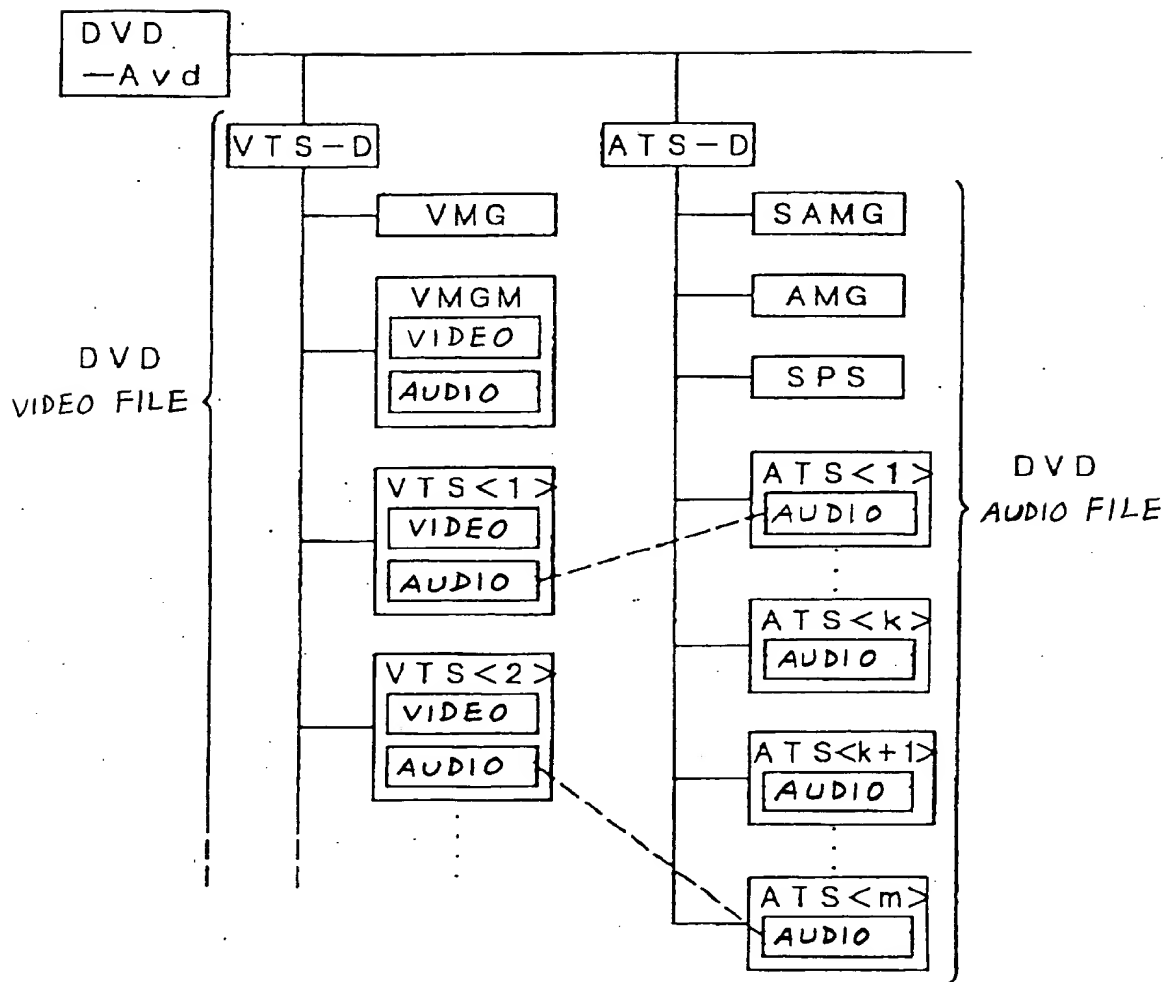 DVD
-Avd
VTS-D
VMG
VMGM
VIDEO
AUDIO
DVD
VIDEO FILE
VTS<1>
VIDEO
AUDIO
VTS<2>
VIDEO
AUDIO
ATS-D
SAMG
AMG
SPS
ATS<1>
AUDIO
ATS<k>
AUDIO
ATS<k+1>
AUDIO
ATS<m>
AUDIO
DVD
AUDIO FILE